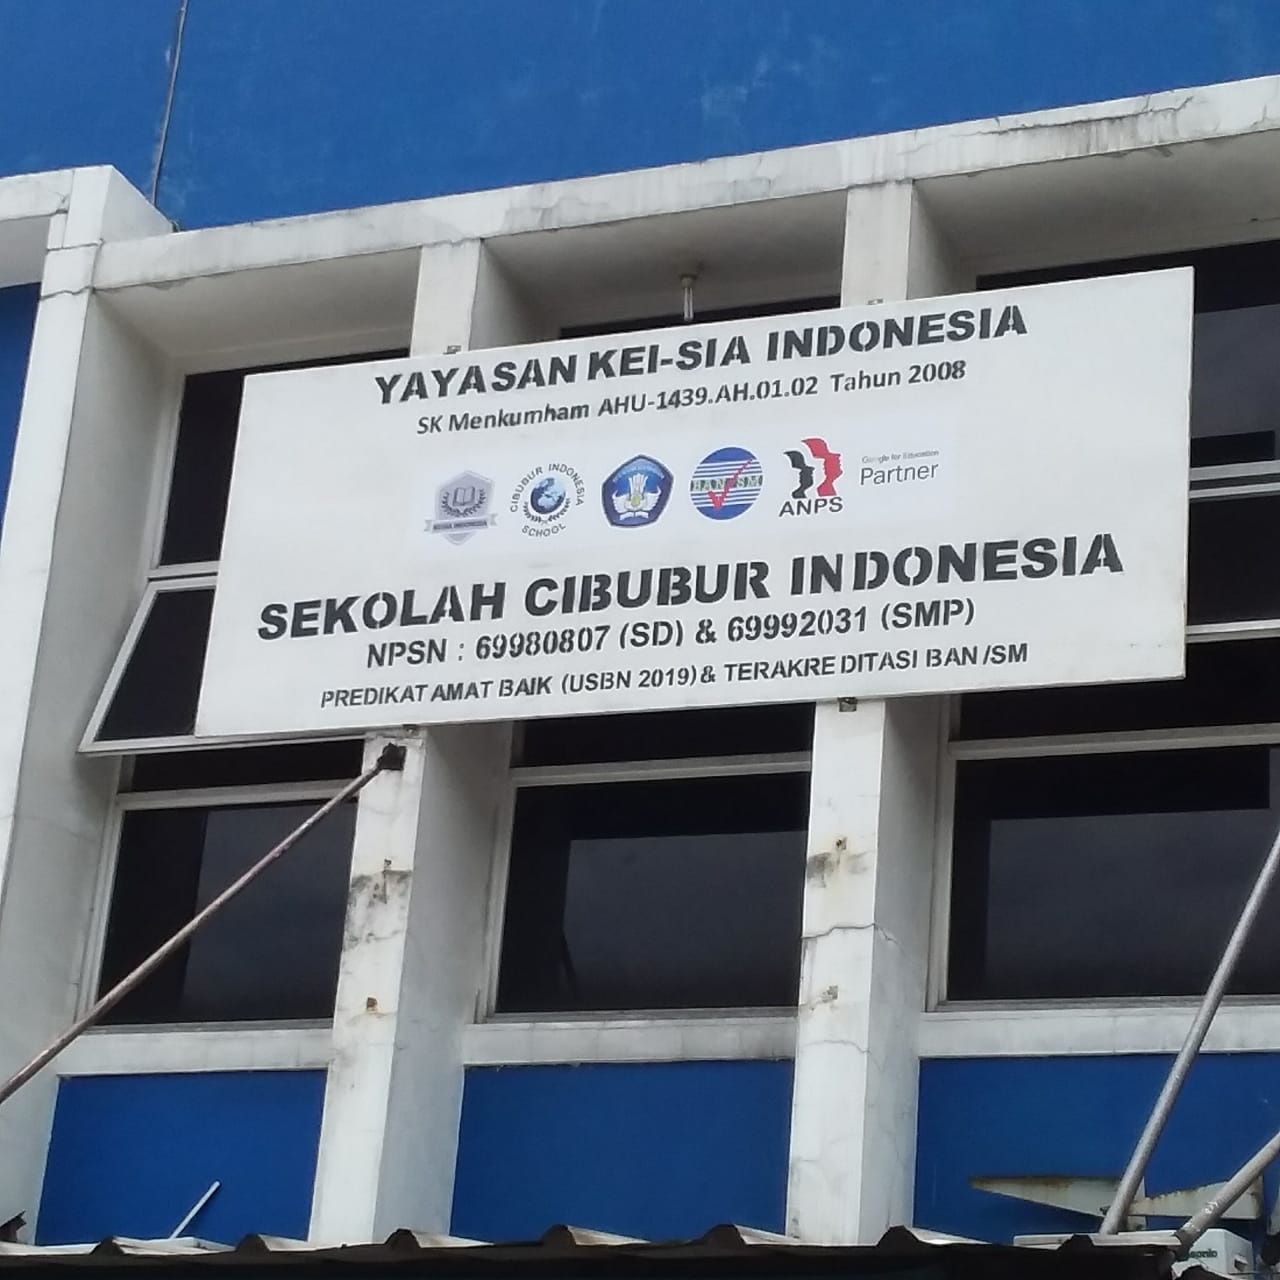 YAYASAN KEI-SIA INDONESIA
SK Menkumham AHU-1439.AH.01.02 Tahun 2008
CIBUBUR INDONESIA
SCHOOL
BAN SM
ANPS
Google for Education
Partner
SEKOLAH CIBUBUR INDONESIA
NPSN : 69980807 (SD) & 69992031 (SMP)
PREDIKAT AMAT BAIK (USBN 2019) & TERAKREDITASI BAN/SM